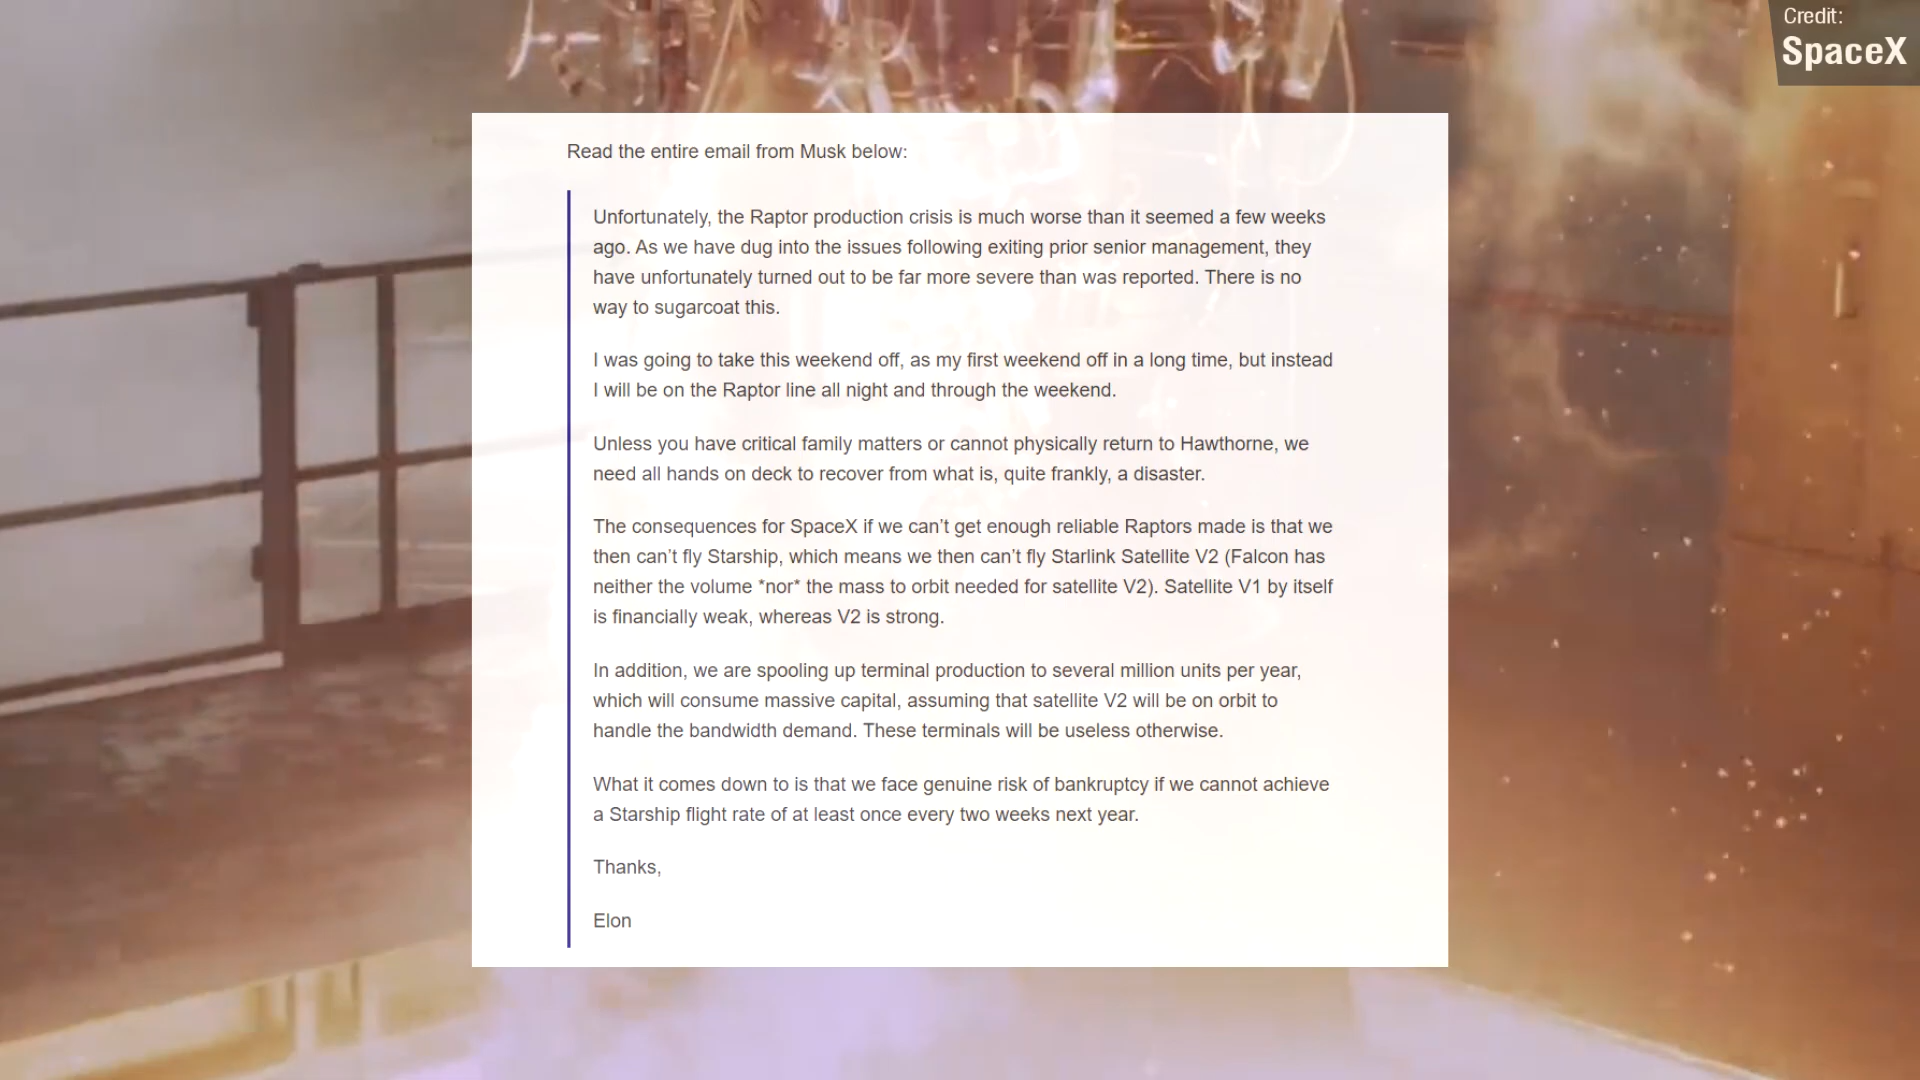 Credit:
SpaceX
Read the entire email from Musk below:
Unfortunately, the Raptor production crisis is much worse than it seemed a few weeks
ago. As we have dug into the issues following exiting prior senior management, they
have unfortunately turned out to be far more severe than was reported. There is no
way to sugarcoat this.
I was going to take this weekend off, as my first weekend off in a long time, but instead
I will be on the Raptor line all night and through the weekend.
Unless you have critical family matters or cannot physically return to Hawthorne, we
need all hands on deck to recover from what is, quite frankly, a disaster.
The consequences for SpaceX if we can’t get enough reliable Raptors made is that we
then can’t fly Starship, which means we then can’t fly Starlink Satellite V2 (Falcon has
neither the volume *nor* the mass to orbit needed for satellite V2). Satellite V1 by itself
is financially weak, whereas V2 is strong.
In addition, we are spooling up terminal production to several million units per year,
which will consume massive capital, assuming that satellite V2 will be on orbit to
handle the bandwidth demand. These terminals will be useless otherwise.
What it comes down to is that we face genuine risk of bankruptcy if we cannot achieve
a Starship flight rate of at least once every two weeks next year.
Thanks,
Elon